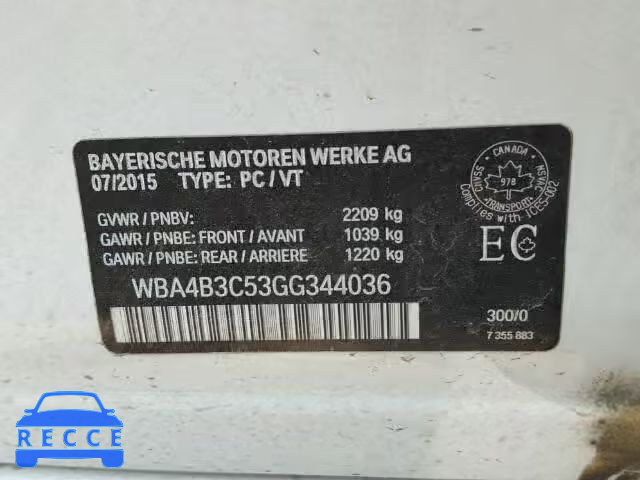 BAYERISCHE MOTOREN WERKE AG
07/2015 TYPE: PC / VT
GVWR / PNBV: 2209 kg
GAWR / PNBE: FRONT / AVANT 1039 kg
GAWR / PNBE: REAR / ARRIERE 1220 kg
WBA4B3C53GG344036
CANADA
NSVAC
978
NVASC
TRANSPORT
Complies with ICES-002
EC
300/0
7 355 883
RECCE